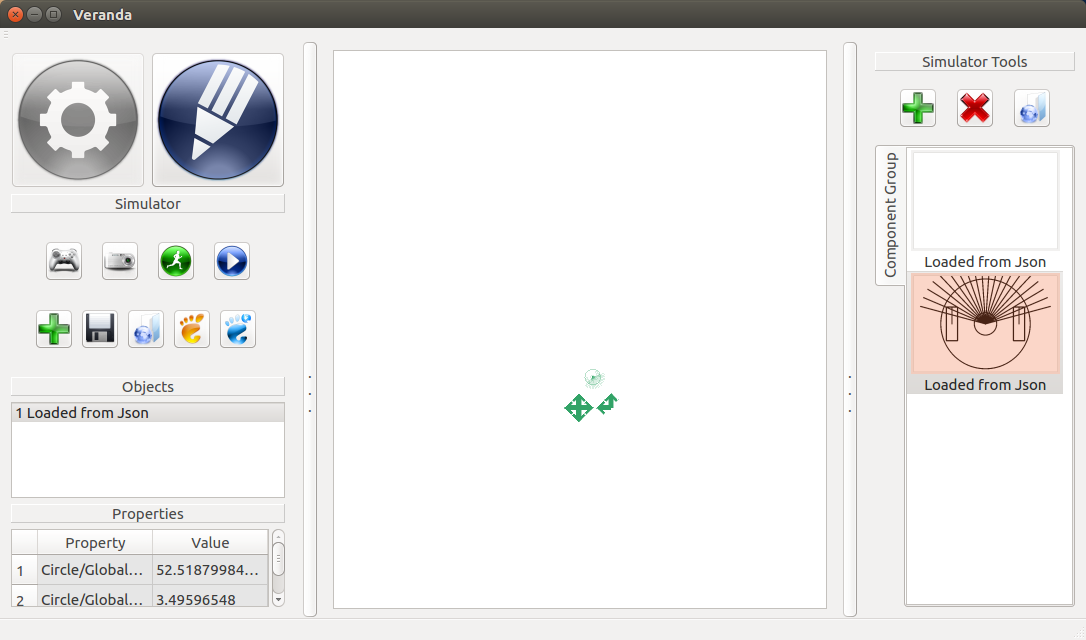 Veranda
Simulator
Objects
1 Loaded from Json
Properties
Property Value
1 Circle/Global... 52.51879984...
2 Circle/Global... 3.49596548
Simulator Tools
Component Group
Loaded from Json
Loaded from Json